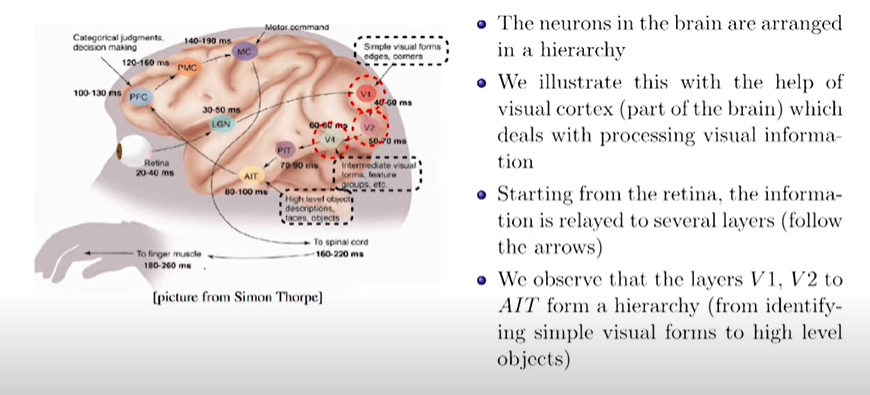 Motor command
Categorical judgments,
decision making
140-190 ms
MC
Simple visual forms
edges, corners
120-160 ms
PMC
100-130 ms
PFC
30-50 ms
LGN
V1
40-60 ms
60-80 ms
V2
V4
50-70 ms
PIT
Retina
20-40 ms
70-90 ms
Intermediate visual
forms, feature
groups, etc.
AIT
80-100 ms
High level object
descriptions,
faces, objects
To spinal cord
160-220 ms
To finger muscle
180-260 ms
[picture from Simon Thorpe]
• The neurons in the brain are arranged
in a hierarchy
• We illustrate this with the help of
visual cortex (part of the brain) which
deals with processing visual informa-
tion
• Starting from the retina, the informa-
tion is relayed to several layers (follow
the arrows)
• We observe that the layers V1, V2 to
AIT form a hierarchy (from identify-
ing simple visual forms to high level
objects)